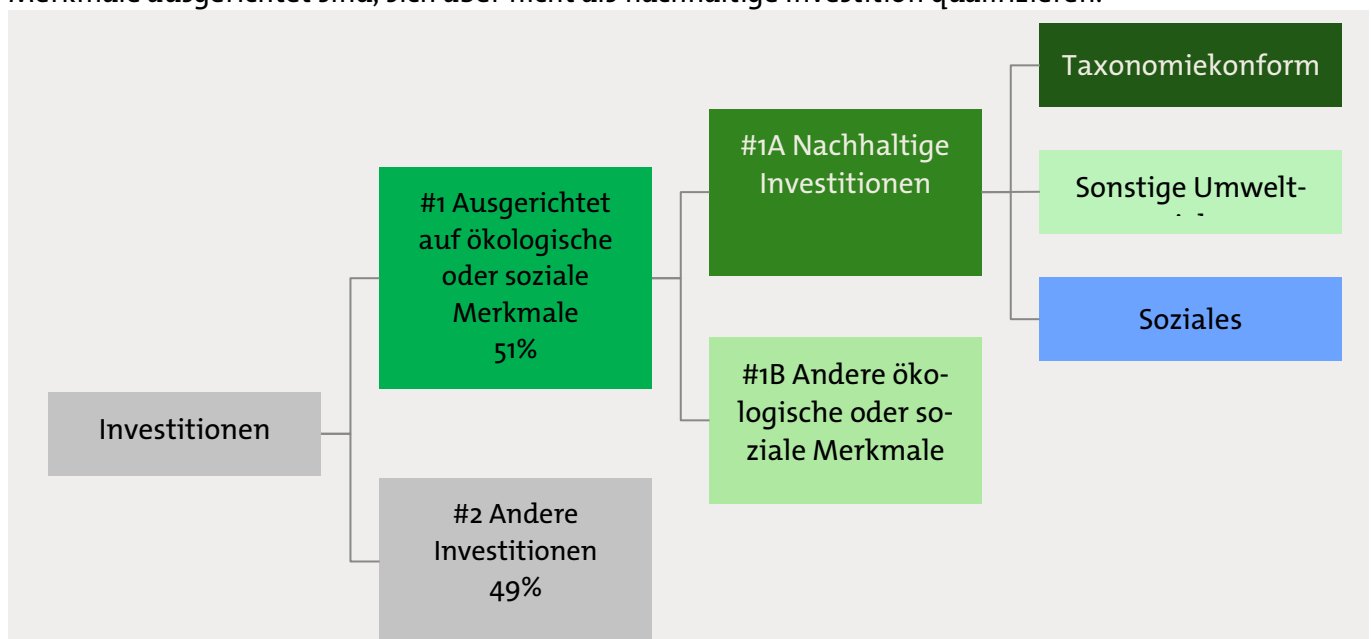 #1 Ausgerichtet
auf ökologische
oder soziale
Merkmale
51%
#1A Nachhaltige
Investitionen
Taxonomiekonform
Sonstige Umwelt-
Soziales
#1B Andere öko-
logische oder so-
ziale Merkmale
Investitionen
#2 Andere
Investitionen
49%